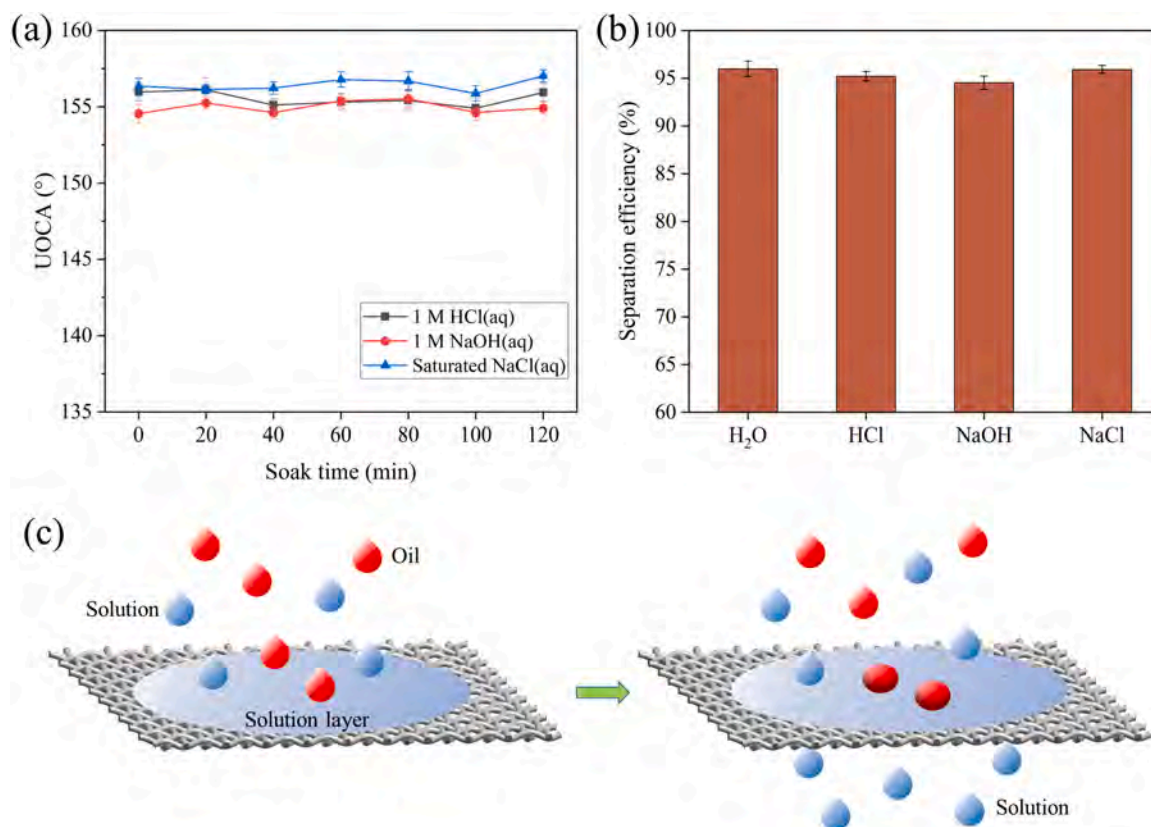 (a)
160
155
150
145
140
135
UOCA (°)
0 20 40 60 80 100 120
Soak time (min)
1 M HCl(aq)
1 M NaOH(aq)
Saturated NaCl(aq)
(b)
100
95
90
85
80
75
70
65
60
Separation efficiency (%)
H₂O HCl NaOH NaCl
(c)
Oil
Solution
Solution layer
Solution